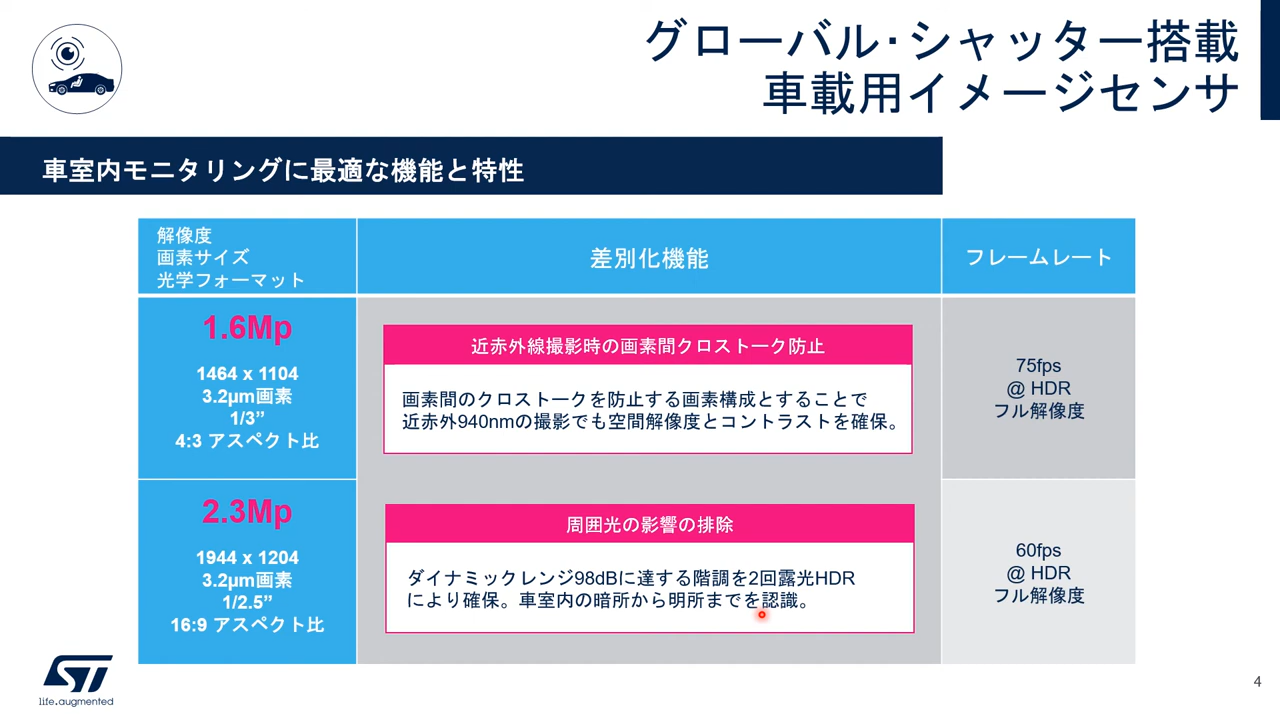 グローバル・シャッター搭載
車載用イメージセンサ
車室内モニタリングに最適な機能と特性
解像度
画素サイズ
光学フォーマット
差別化機能
フレームレート
1.6Mp
1464 x 1104
3.2µm画素
1/3”
4:3 アスペクト比
近赤外線撮影時の画素間クロストーク防止
画素間のクロストークを防止する画素構成とすることで
近赤外940nmの撮影でも空間解像度とコントラストを確保。
75fps
@ HDR
フル解像度
2.3Mp
1944 x 1204
3.2µm画素
1/2.5”
16:9 アスペクト比
周囲光の影響の排除
ダイナミックレンジ98dBに達する階調を2回露光HDR
により確保。車室内の暗所から明所までを認識。
60fps
@ HDR
フル解像度
ST
life.augmented
4